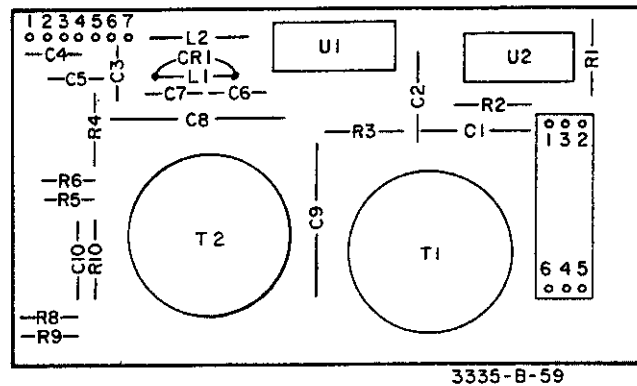 1 2 3 4 5 6 7
L2
U1
U2
R1
C4
CR1
C3
C5
L1
C2
C7
C6
R2
R4
C8
R3
C1
1 3 2
R6
R5
C9
T2
T1
C10
R10
6 4 5
R8
R9
3335-B-59